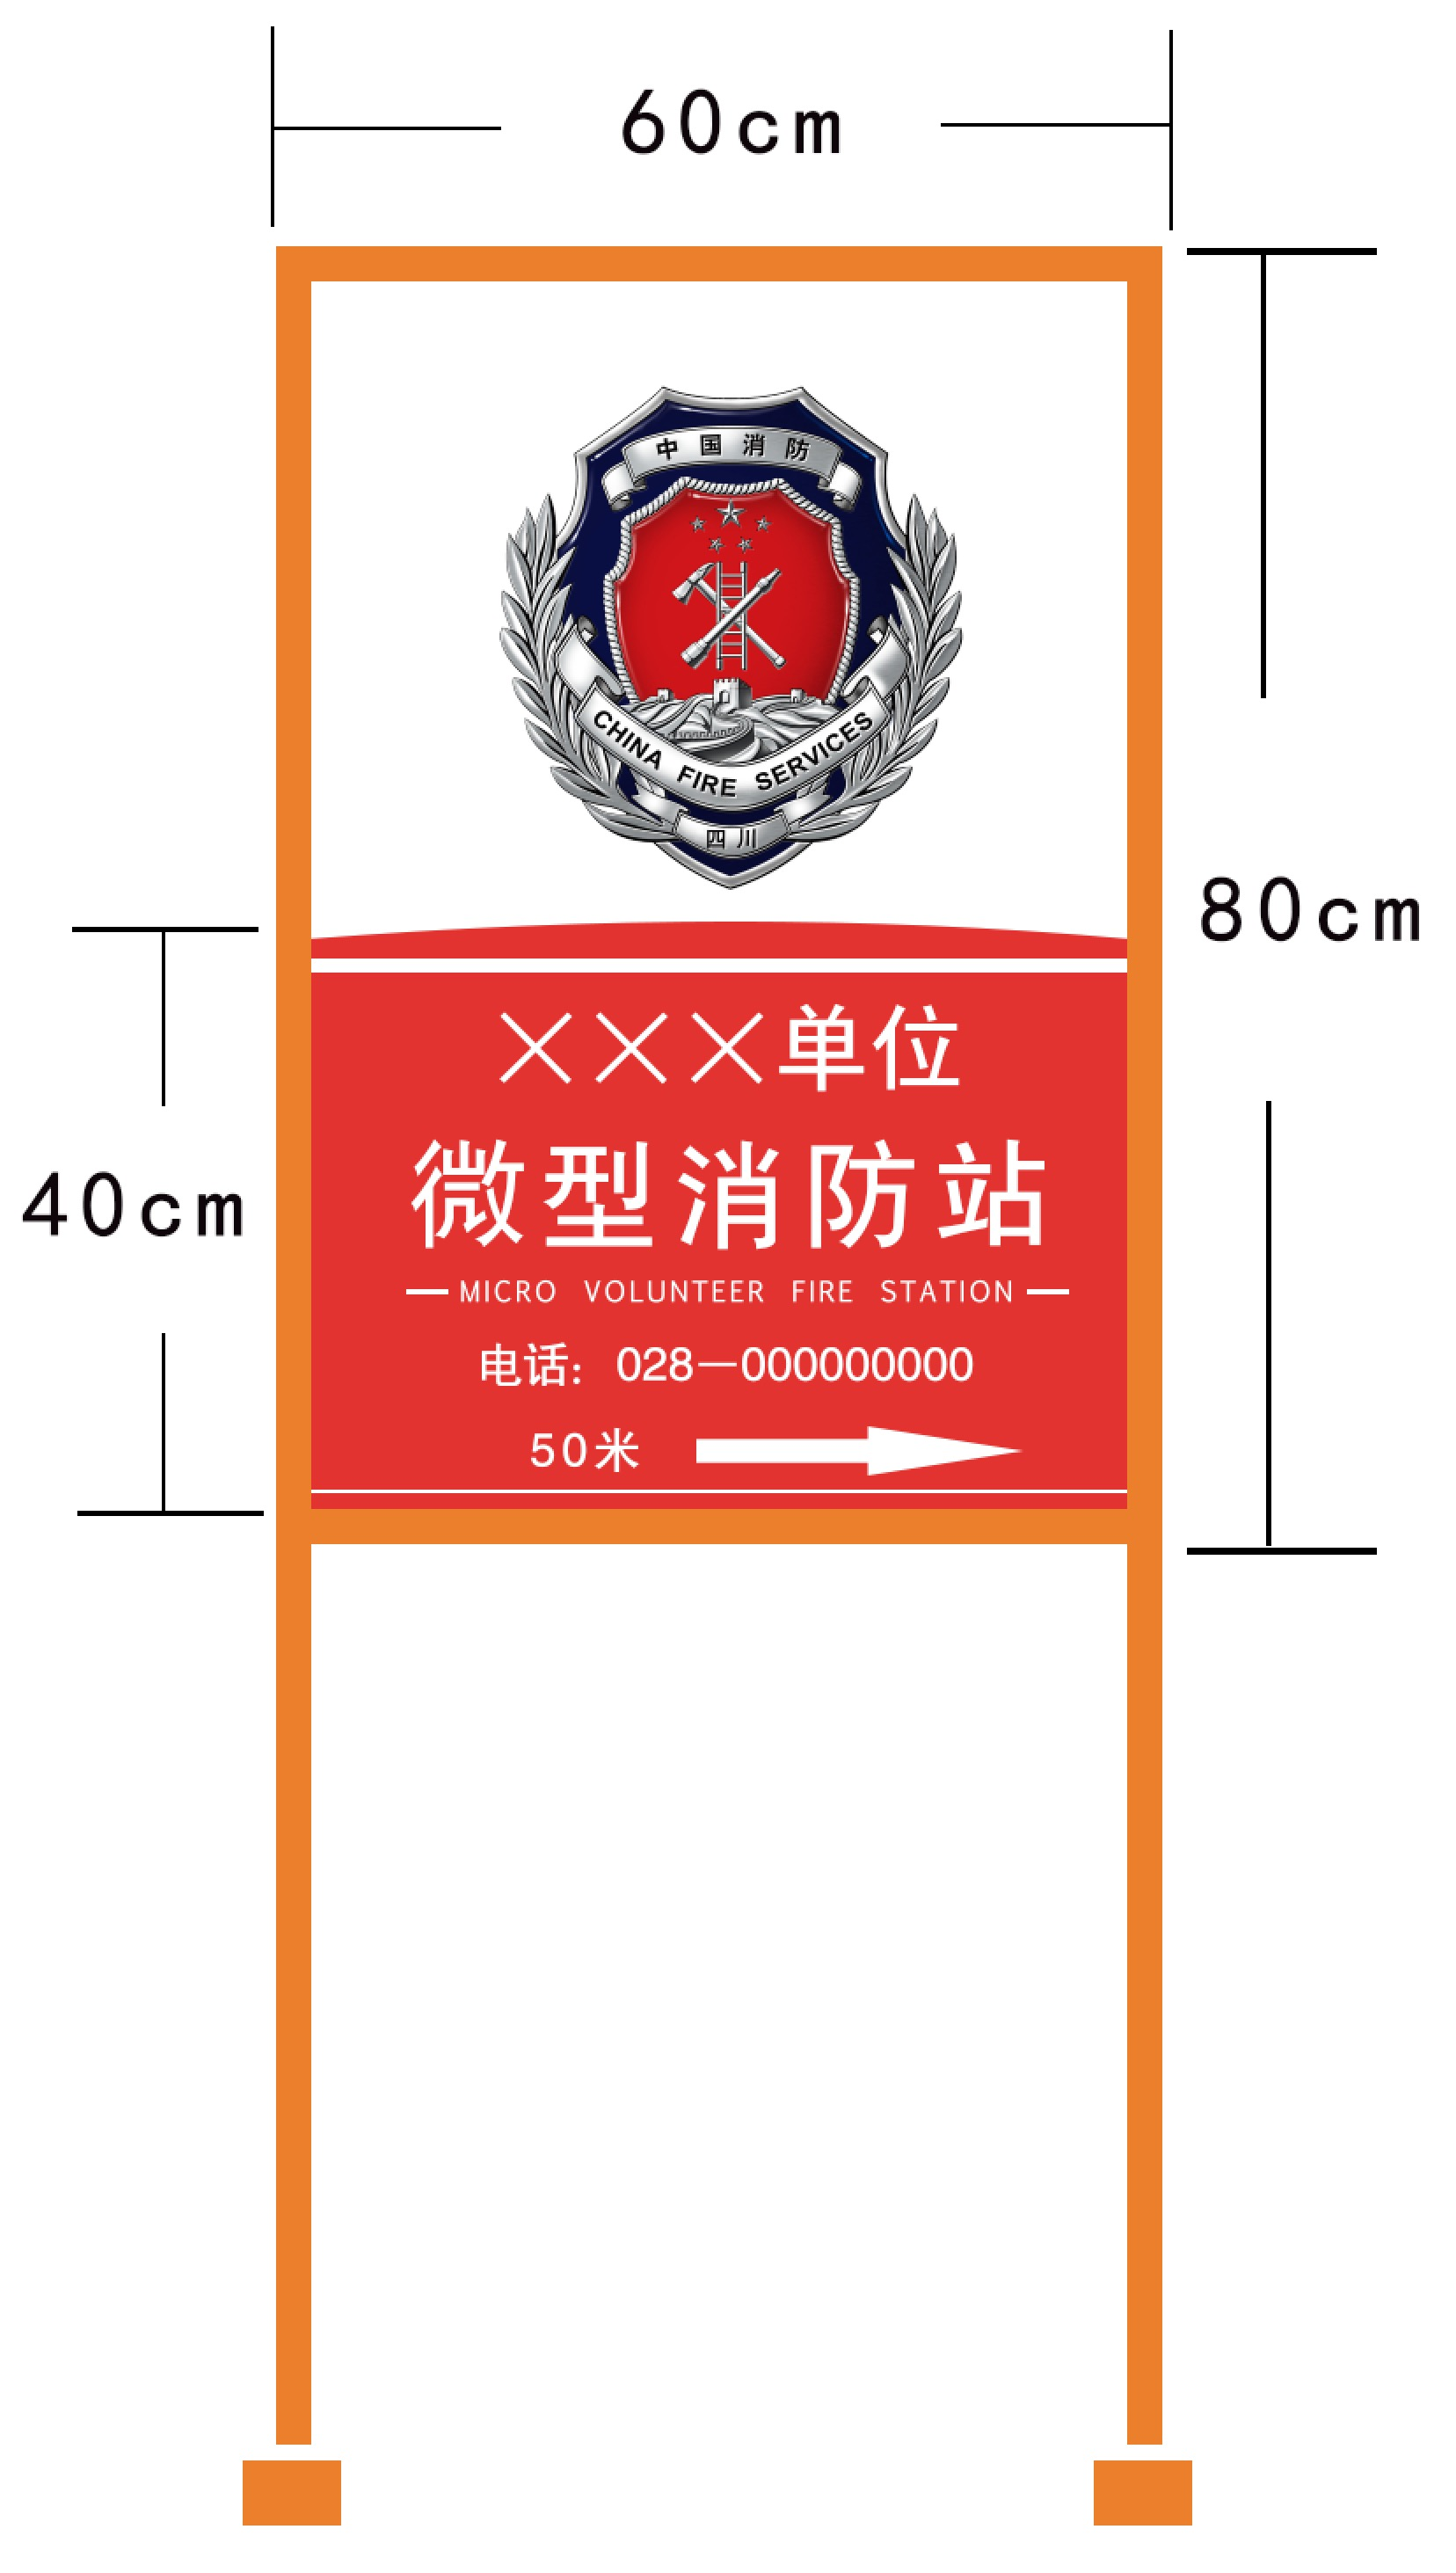 60cm
中国消防
CHINA FIRE SERVICES
四川
80cm
×××单位
40cm
微型消防站
—MICRO VOLUNTEER FIRE STATION—
电话：028—000000000
50米